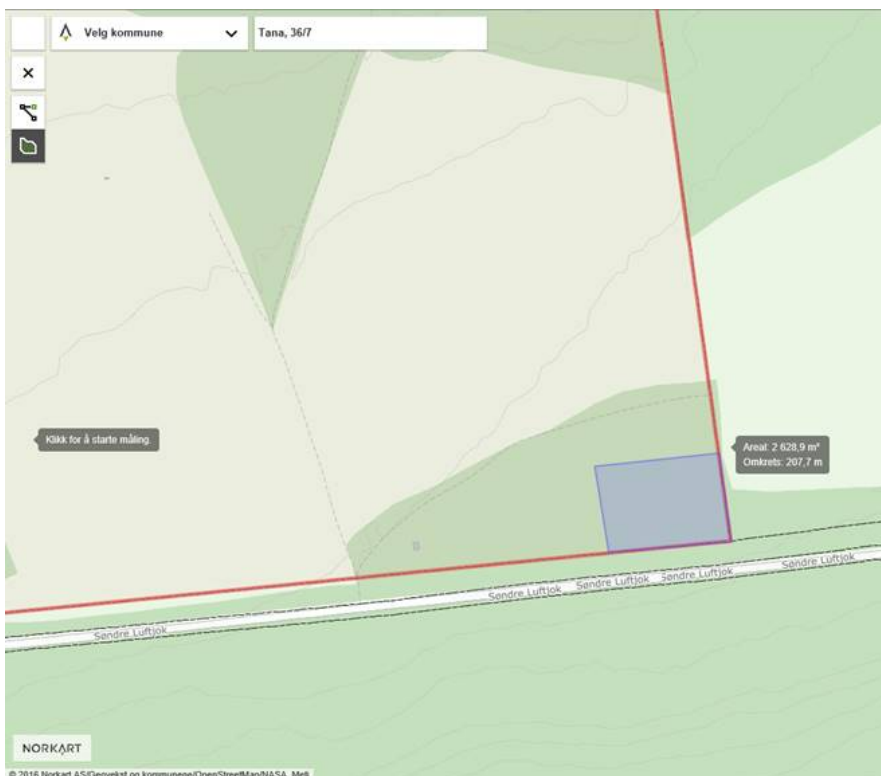 Velg kommune
Tana, 36/7
Klikk for å starte måling.
Areal: 2 628,9 m²
Omkrets: 207,7 m
Søndre Luftjok
Søndre Luftjok
Søndre Luftjok
Søndre Luftjok
Søndre Luftjok
NORKART
© 2016 Norkart AS/Geovekst og kommunene/OpenStreetMap/NASA, Meti